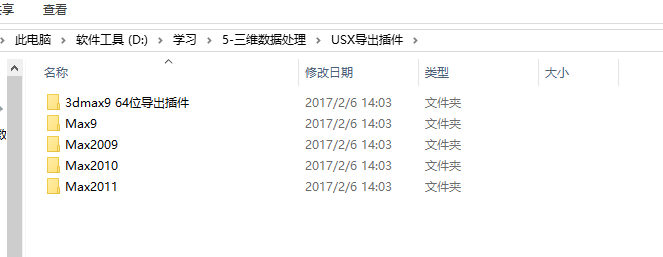 共享 查看
此电脑 > 软件工具 (D:) > 学习 > 5-三维数据处理 > USX导出插件 >
名称 修改日期 类型 大小
3dmax9 64位导出插件 2017/2/6 14:03 文件夹
Max9 2017/2/6 14:03 文件夹
Max2009 2017/2/6 14:03 文件夹
Max2010 2017/2/6 14:03 文件夹
Max2011 2017/2/6 14:03 文件夹